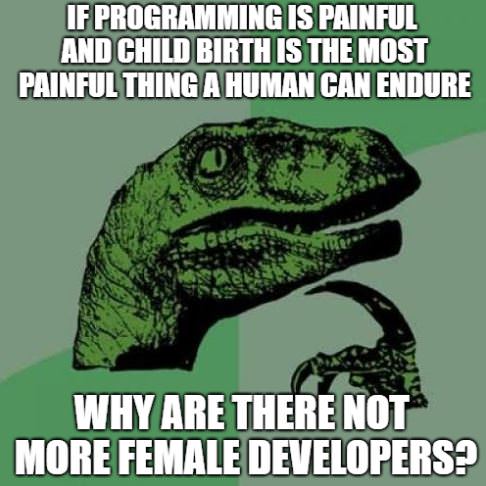 IF PROGRAMMING IS PAINFUL
AND CHILD BIRTH IS THE MOST
PAINFUL THING A HUMAN CAN ENDURE
WHY ARE THERE NOT
MORE FEMALE DEVELOPERS?